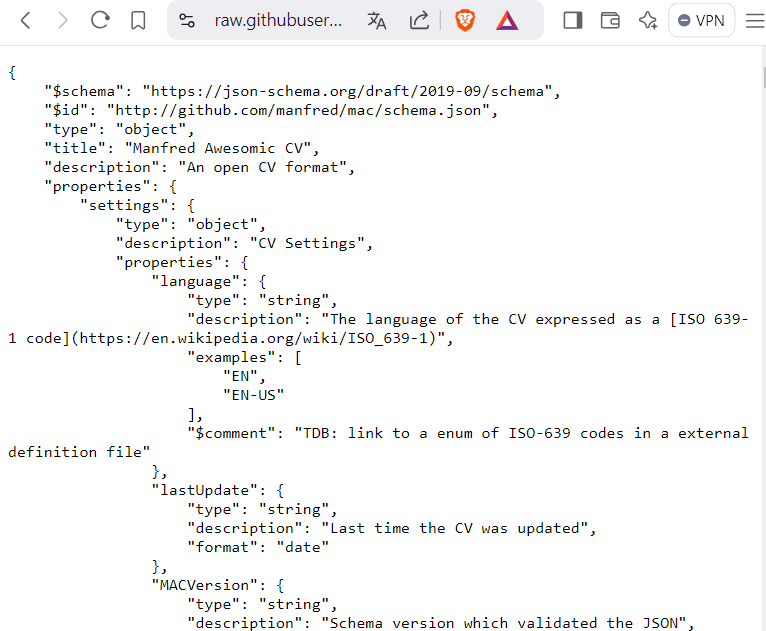 raw.githubuser...
VPN
{
    "$schema": "https://json-schema.org/draft/2019-09/schema",
    "$id": "http://github.com/manfred/mac/schema.json",
    "type": "object",
    "title": "Manfred Awesomic CV",
    "description": "An open CV format",
    "properties": {
        "settings": {
            "type": "object",
            "description": "CV Settings",
            "properties": {
                "language": {
                    "type": "string",
                    "description": "The language of the CV expressed as a [ISO 639-
1 code](https://en.wikipedia.org/wiki/ISO_639-1)",
                    "examples": [
                        "EN",
                        "EN-US"
                    ],
                    "$comment": "TDB: link to a enum of ISO-639 codes in a external
definition file"
                },
                "lastUpdate": {
                    "type": "string",
                    "description": "Last time the CV was updated",
                    "format": "date"
                },
                "MACVersion": {
                    "type": "string",
                    "description": "Schema version which validated the JSON",